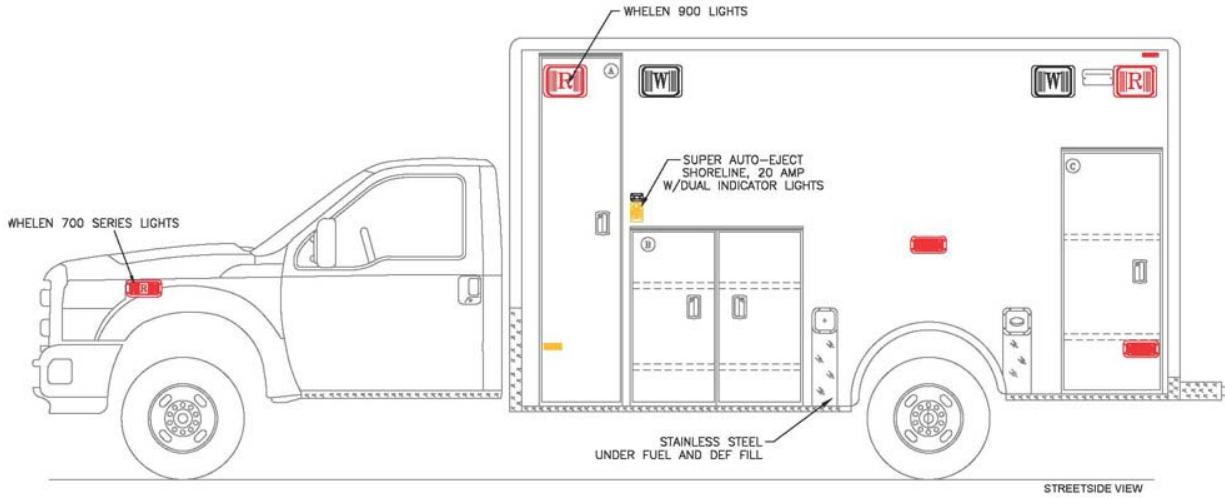 WHELEN 900 LIGHTS
R
A
W
W
R
SUPER AUTO-EJECT
SHORELINE, 20 AMP
W/DUAL INDICATOR LIGHTS
C
WHELEN 700 SERIES LIGHTS
B
R
STAINLESS STEEL
UNDER FUEL AND DEF FILL
STREETSIDE VIEW